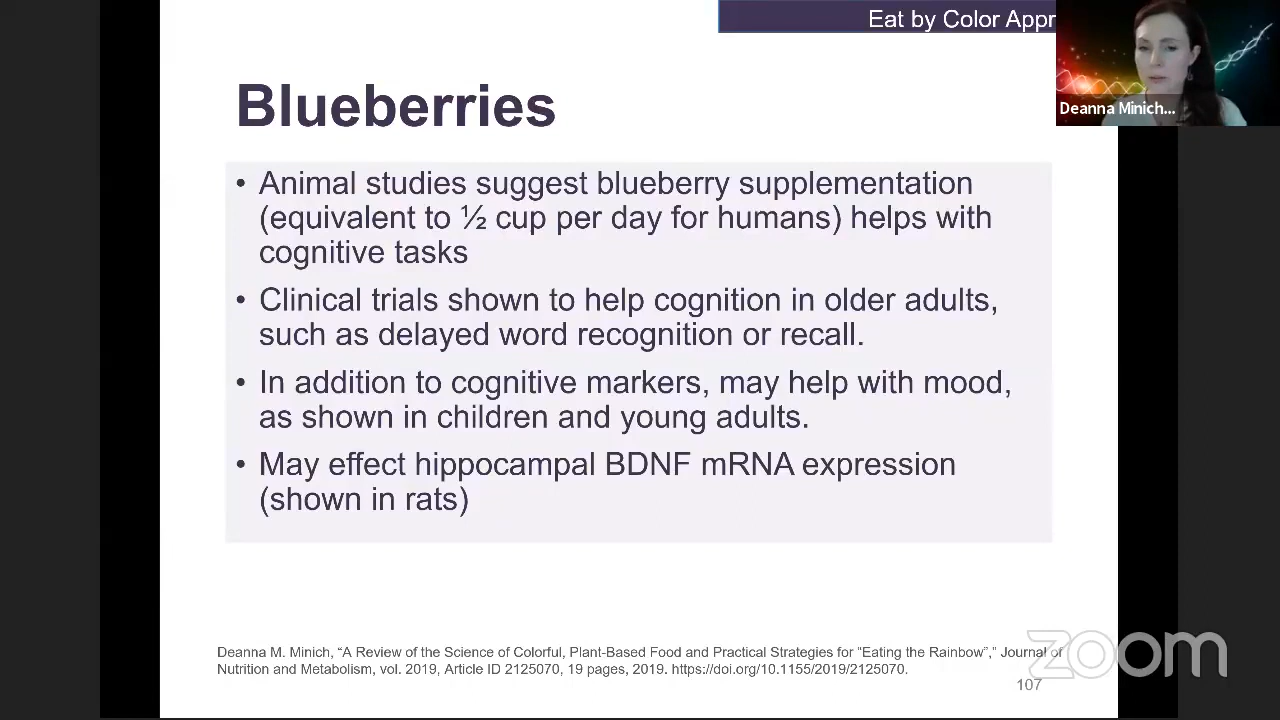 Eat by Color Appr
Deanna Minich...
Blueberries
• Animal studies suggest blueberry supplementation
(equivalent to ½ cup per day for humans) helps with
cognitive tasks
• Clinical trials shown to help cognition in older adults,
such as delayed word recognition or recall.
• In addition to cognitive markers, may help with mood,
as shown in children and young adults.
• May effect hippocampal BDNF mRNA expression
(shown in rats)
Deanna M. Minich, “A Review of the Science of Colorful, Plant-Based Food and Practical Strategies for “Eating the Rainbow”,” Journal of
Nutrition and Metabolism, vol. 2019, Article ID 2125070, 19 pages, 2019. https://doi.org/10.1155/2019/2125070.
zoom
107